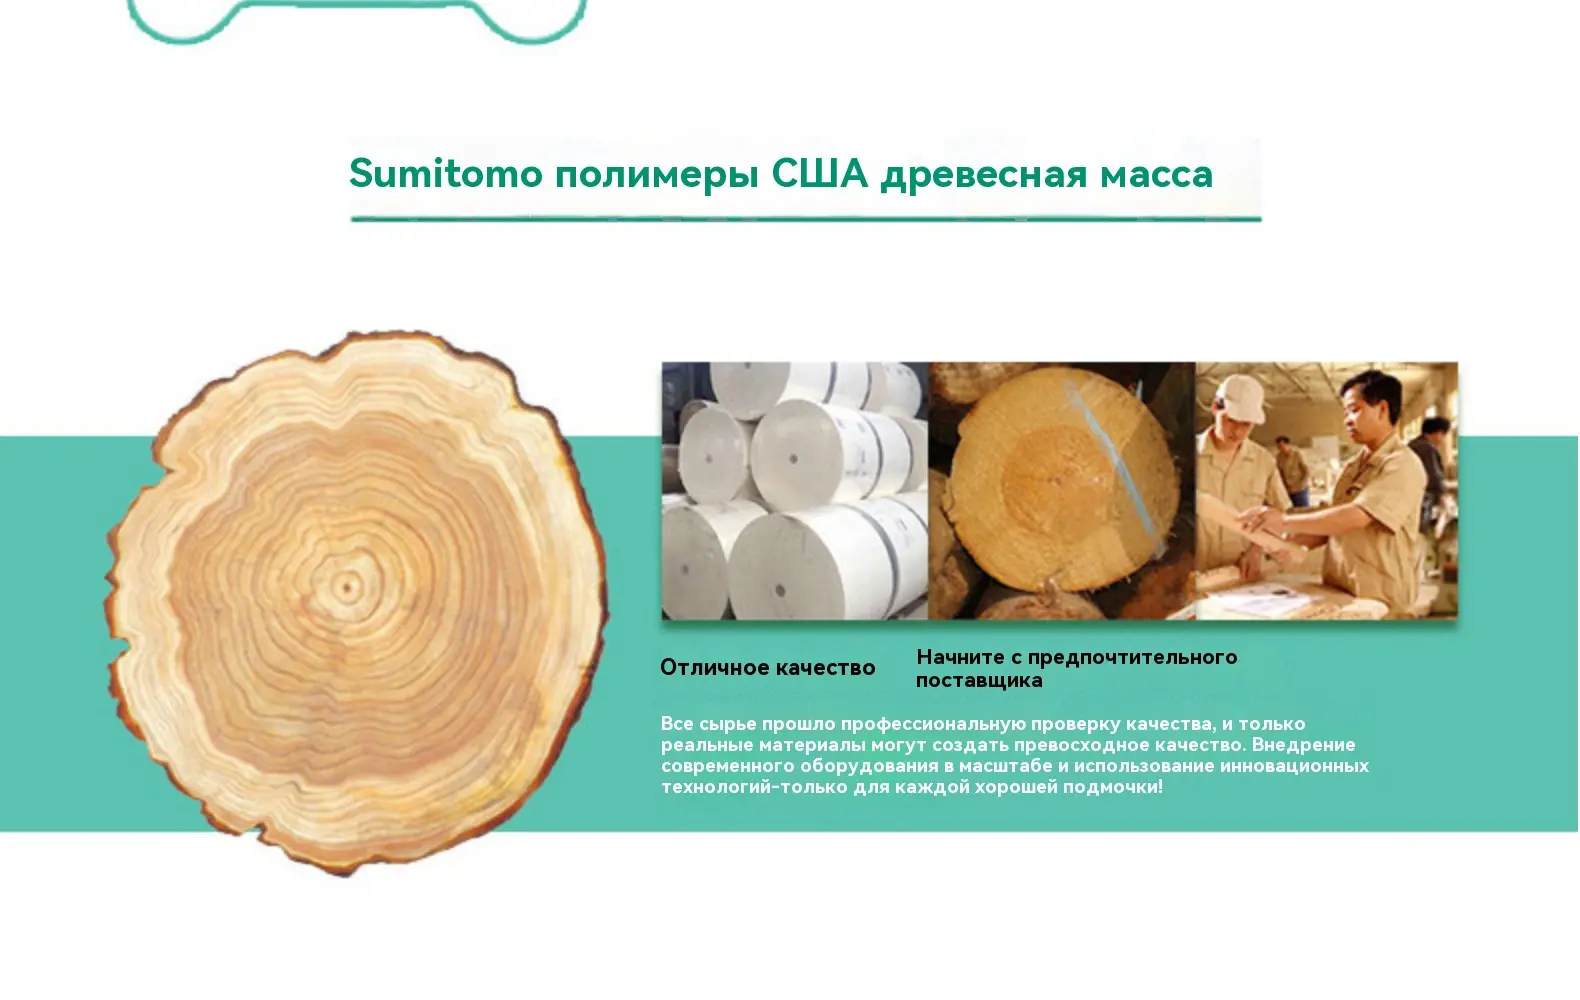 Sumitomo полимеры США древесная масса
Отличное качество
Начните с предпочтительного
поставщика
Все сырье прошло профессиональную проверку качества, и только
реальные материалы могут создать превосходное качество. Внедрение
современного оборудования в масштабе и использование инновационных
технологий-только для каждой хорошей подмочки!